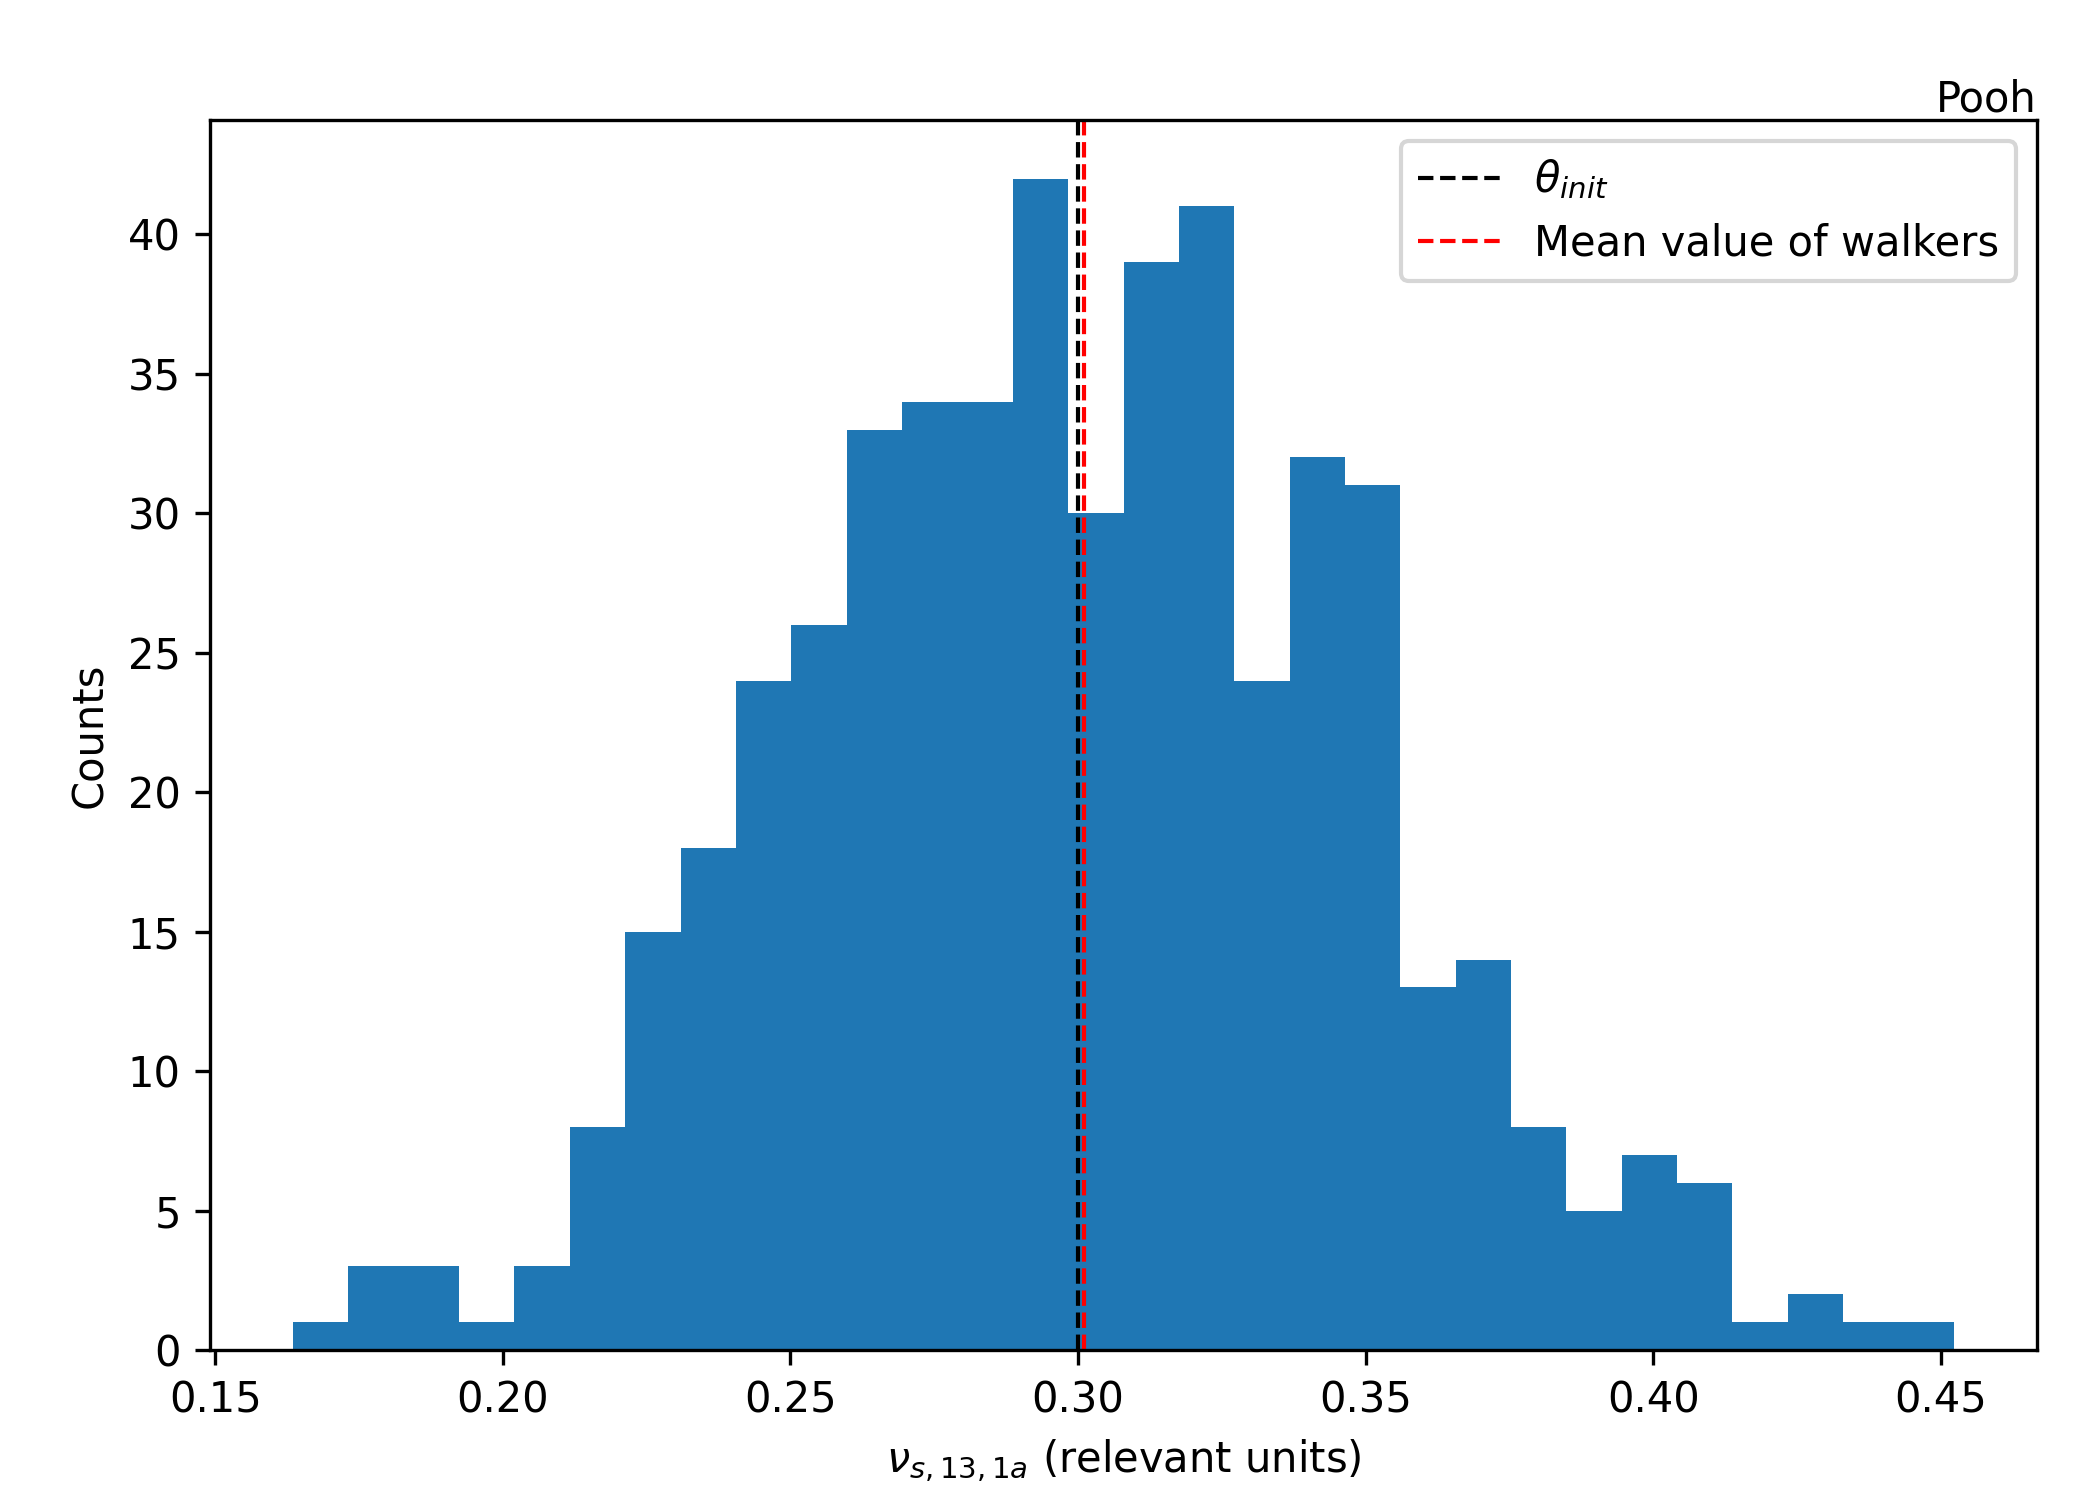 Pooh
θinit
Mean value of walkers
40
35
30
25
20
15
10
5
0
Counts
0.15 0.20 0.25 0.30 0.35 0.40 0.45
νs, 13, 1a (relevant units)